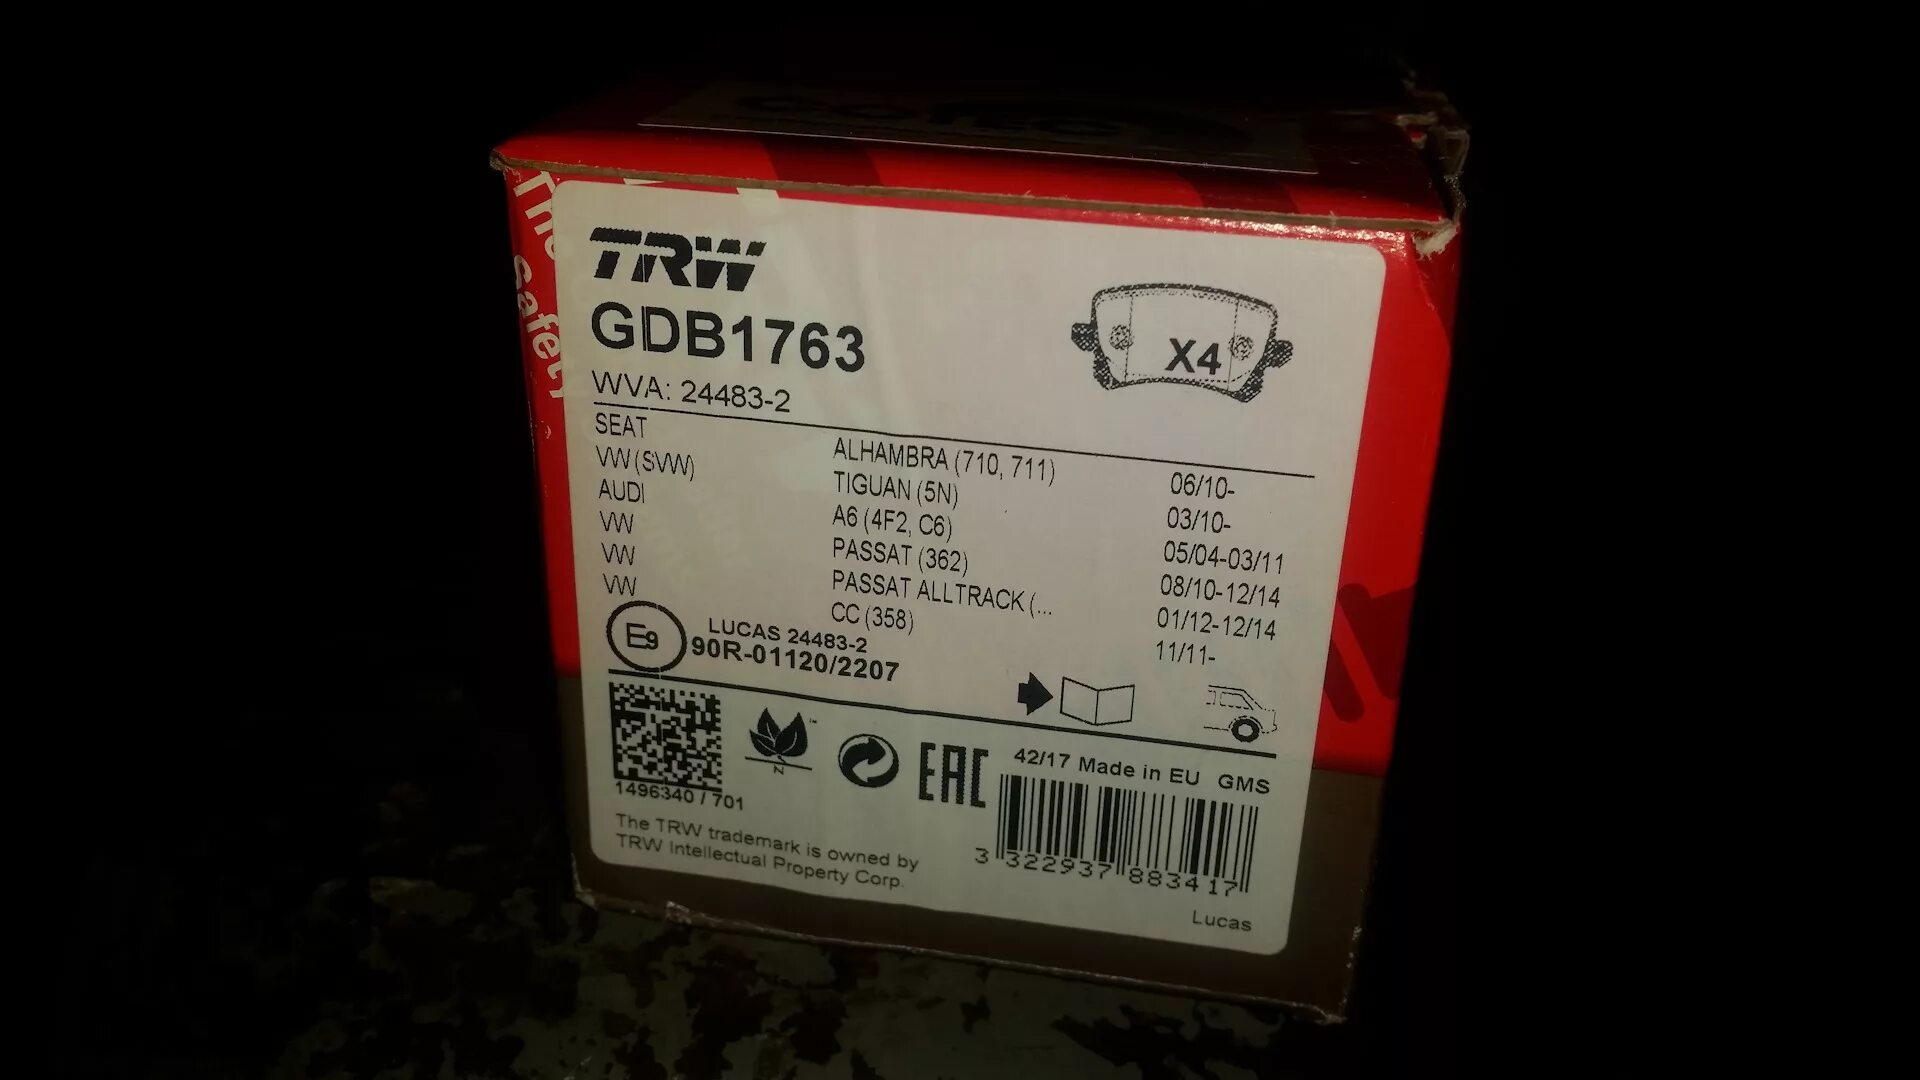 The
Safety
TRW
GDB1763
X4
WVA: 24483-2
SEAT ALHAMBRA (710, 711) 06/10-
VW (SVW) TIGUAN (5N) 03/10-
AUDI A6 (4F2, C6) 05/04-03/11
VW PASSAT (362) 08/10-12/14
VW PASSAT ALLTRACK (... 01/12-12/14
VW CC (358) 11/11-
E9 LUCAS 24483-2
90R-01120/2207
N ™
EAC
42/17 Made in EU GMS
1496340 / 701
3 322937 883417
The TRW trademark is owned by
TRW Intellectual Property Corp.
Lucas